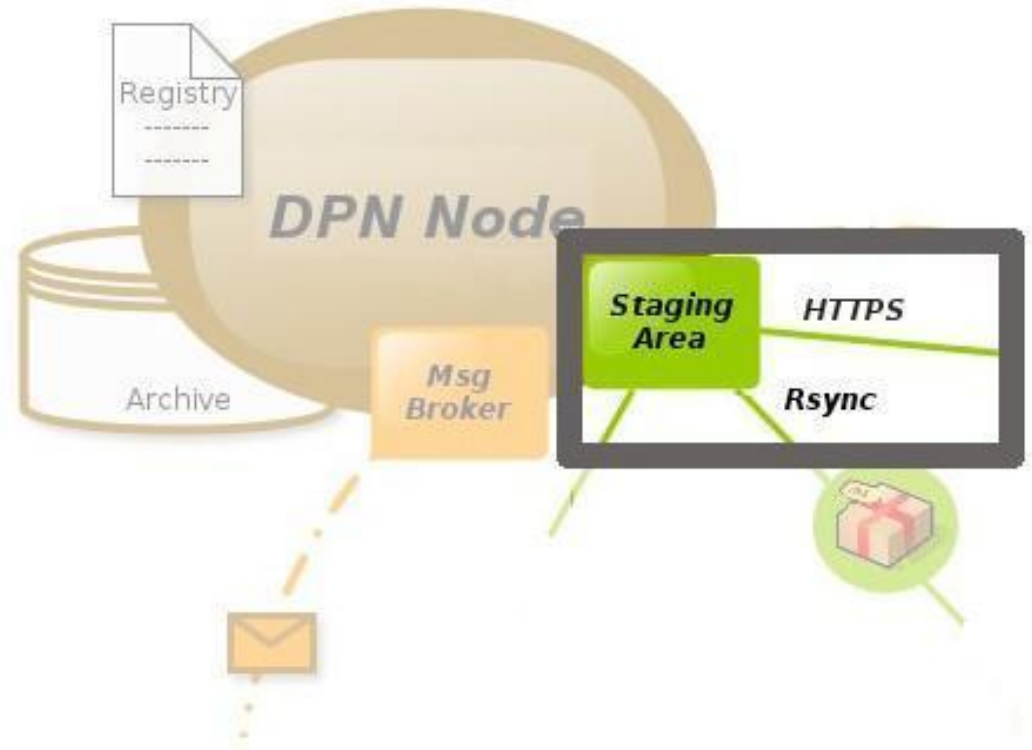 Registry
-------
-------
DPN Node
Staging
Area
HTTPS
Msg
Broker
Archive
Rsync